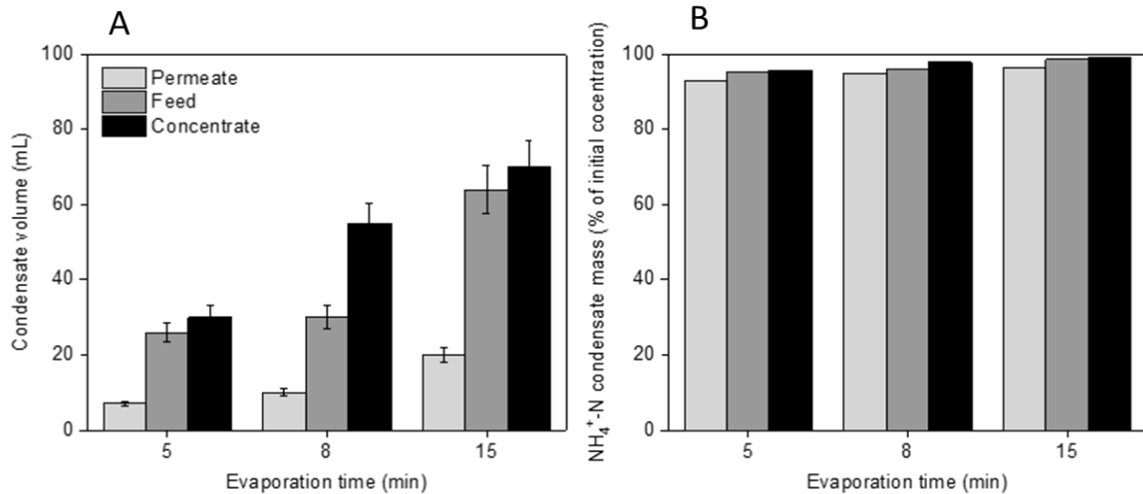 A
Condensate volume (mL)
100
80
60
40
20
0
Permeate
Feed
Concentrate
5
8
15
Evaporation time (min)
B
NH₄⁺-N condensate mass (% of initial cocentration)
100
80
60
40
20
0
5
8
15
Evaporation time (min)